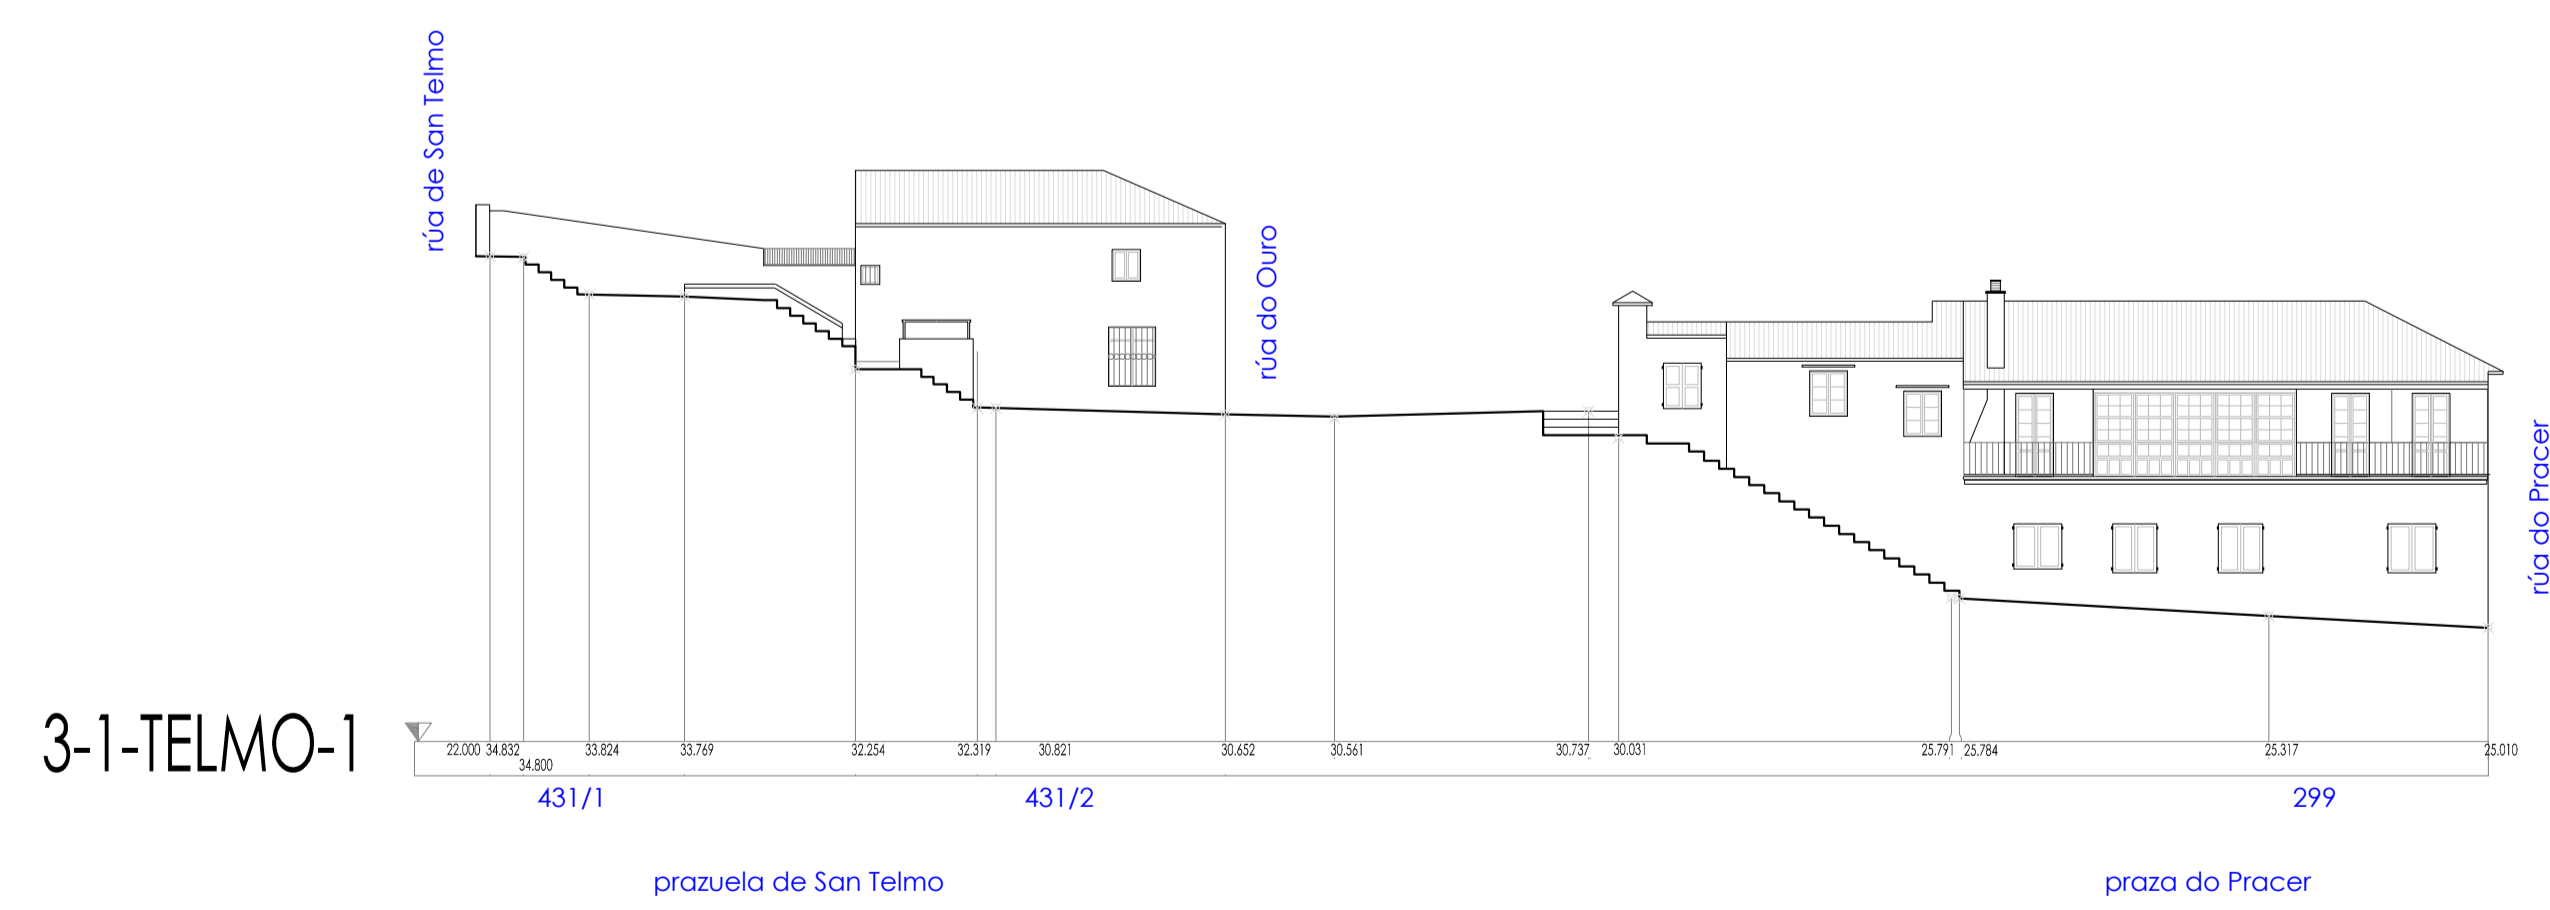 rúa de San Telmo
rúa do Ouro
rúa do Pracer
3-1-TELMO-1
22.000 34.832 33.824 33.769 32.254 32.319 30.821 30.652 30.561 30.737 30.031 25.791 25.784 25.317 25.010
34.800
431/1 431/2 299
prazuela de San Telmo praza do Pracer